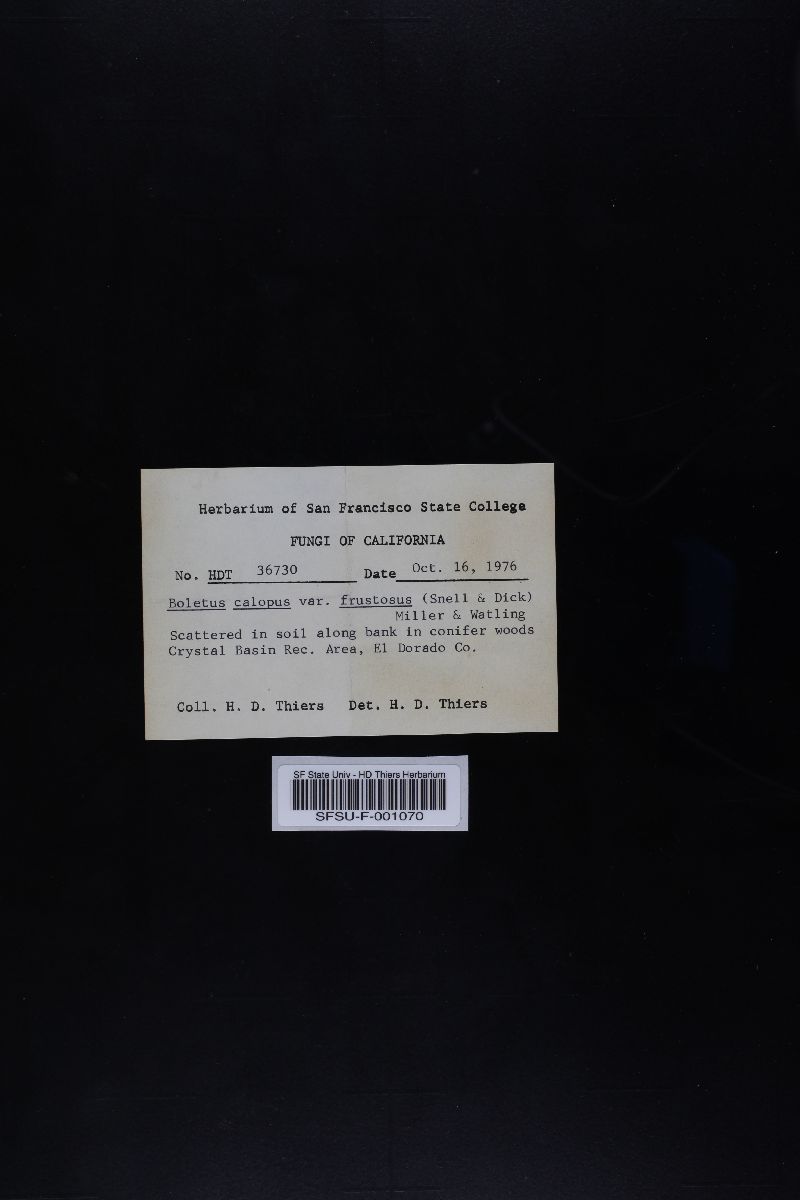 Herbarium of San Francisco State College
FUNGI OF CALIFORNIA
No. HDT 36730 Date Oct. 16, 1976
Boletus calopus var. frustosus (Snell & Dick)
Miller & Watling
Scattered in soil along bank in conifer woods
Crystal Basin Rec. Area, El Dorado Co.
Coll. H. D. Thiers Det. H. D. Thiers
SF State Univ - HD Thiers Herbarium
SFSU-F-001070